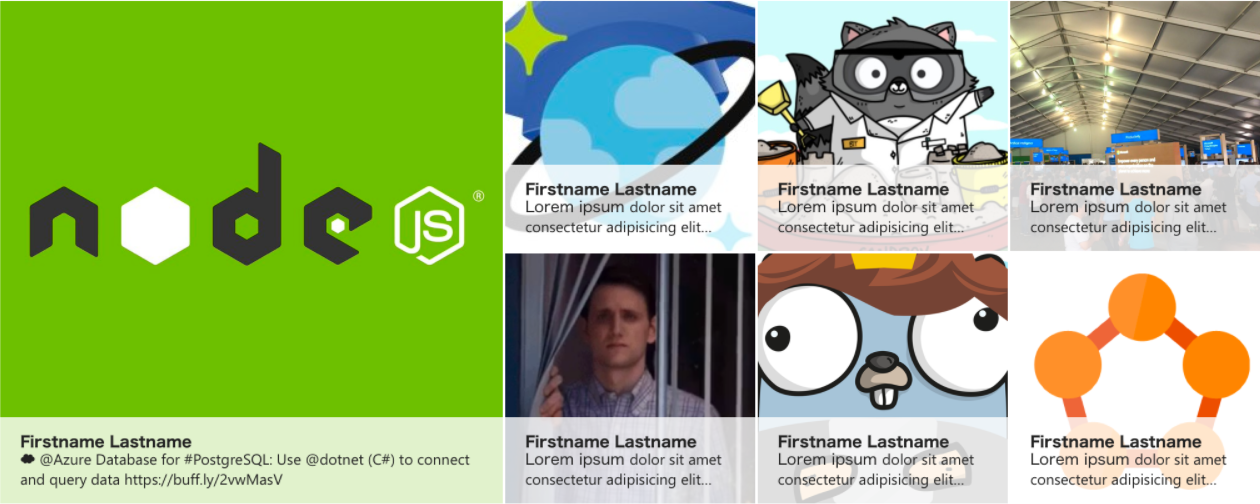 node
JS
®
Firstname Lastname
@Azure Database for #PostgreSQL: Use @dotnet (C#) to connect
and query data https://buff.ly/2vwMasV
Firstname Lastname
Lorem ipsum dolor sit amet
consectetur adipisicing elit...
Firstname Lastname
Lorem ipsum dolor sit amet
consectetur adipisicing elit...
Firstname Lastname
Lorem ipsum dolor sit amet
consectetur adipisicing elit...
Firstname Lastname
Lorem ipsum dolor sit amet
consectetur adipisicing elit...
Firstname Lastname
Lorem ipsum dolor sit amet
consectetur adipisicing elit...
Firstname Lastname
Lorem ipsum dolor sit amet
consectetur adipisicing elit...